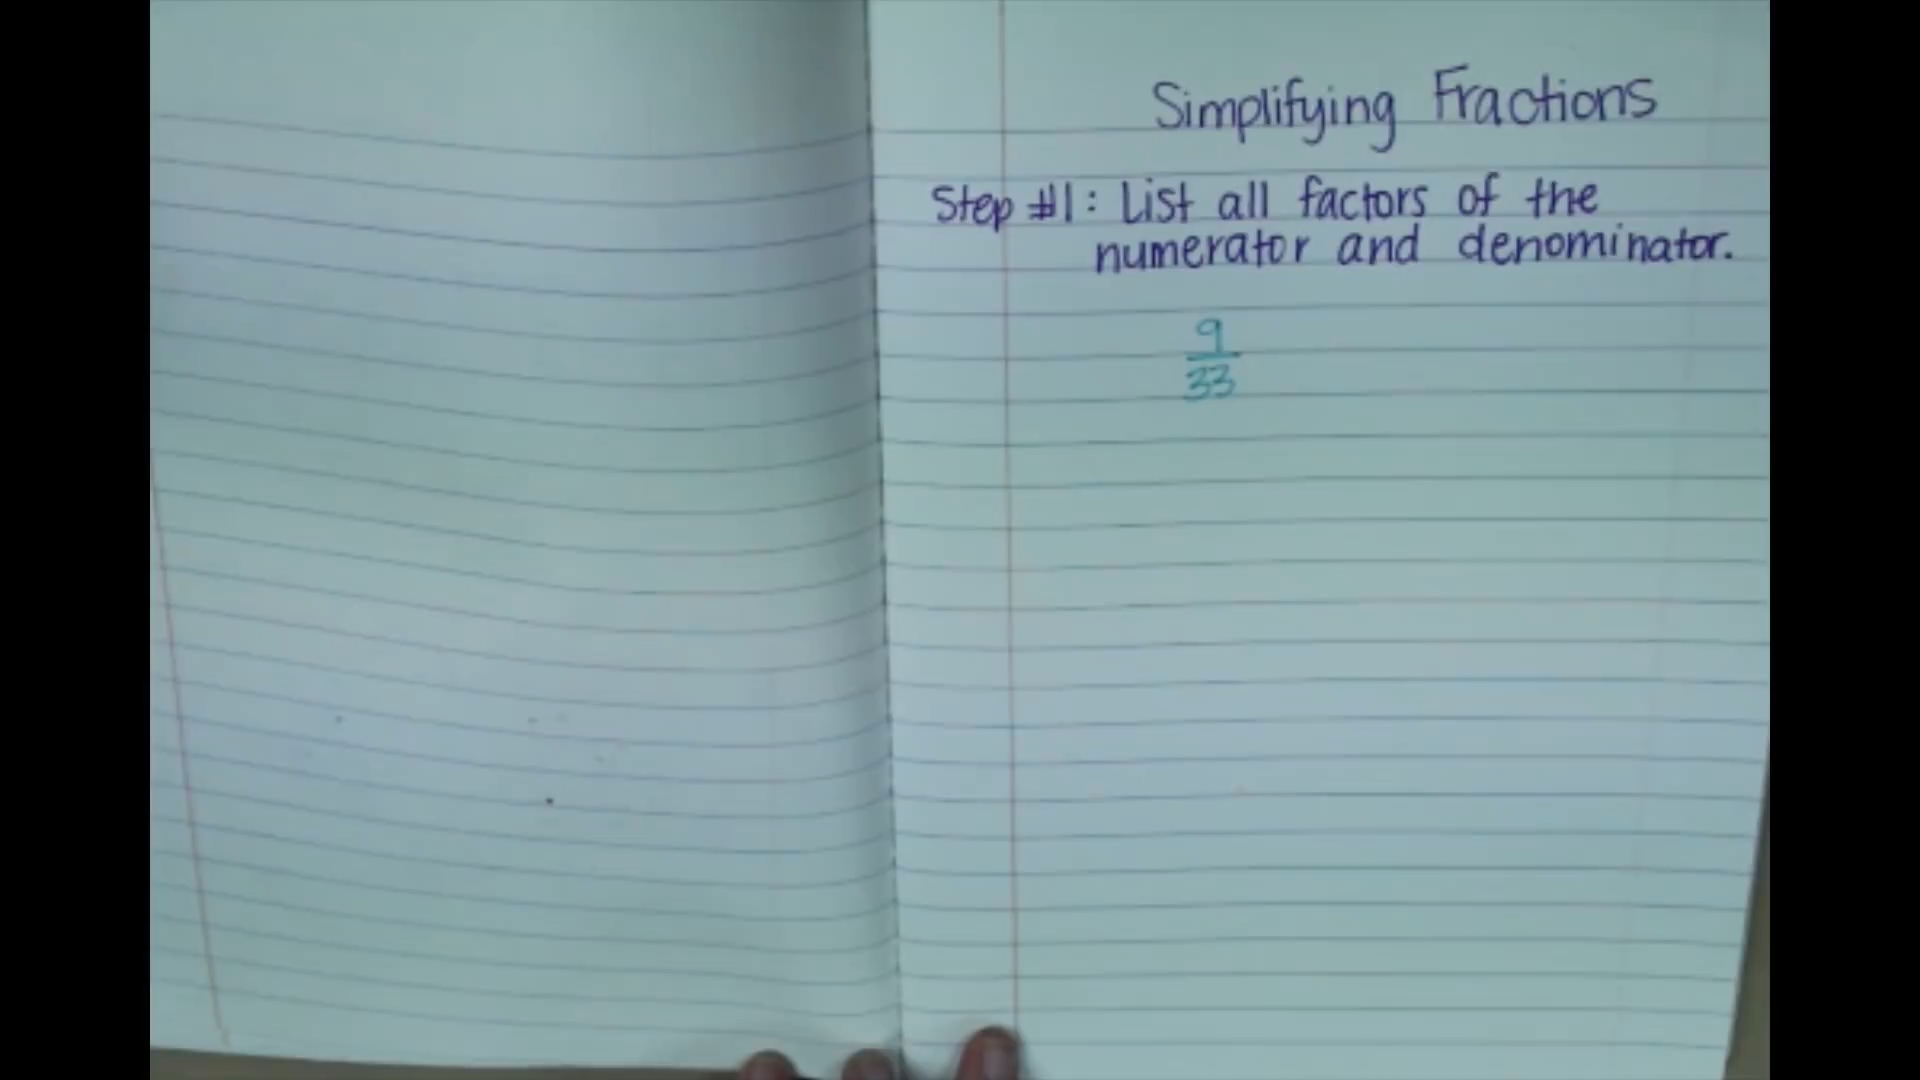 Simplifying Fractions
Step #1: List all factors of the
numerator and denominator.
9
33